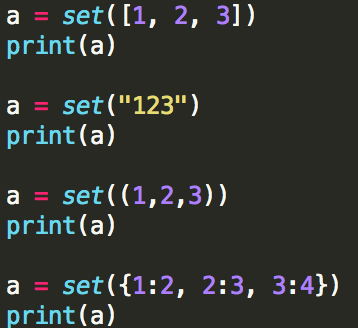 a = set([1, 2, 3])
print(a)
a = set("123")
print(a)
a = set((1,2,3))
print(a)
a = set({1:2, 2:3, 3:4})
print(a)